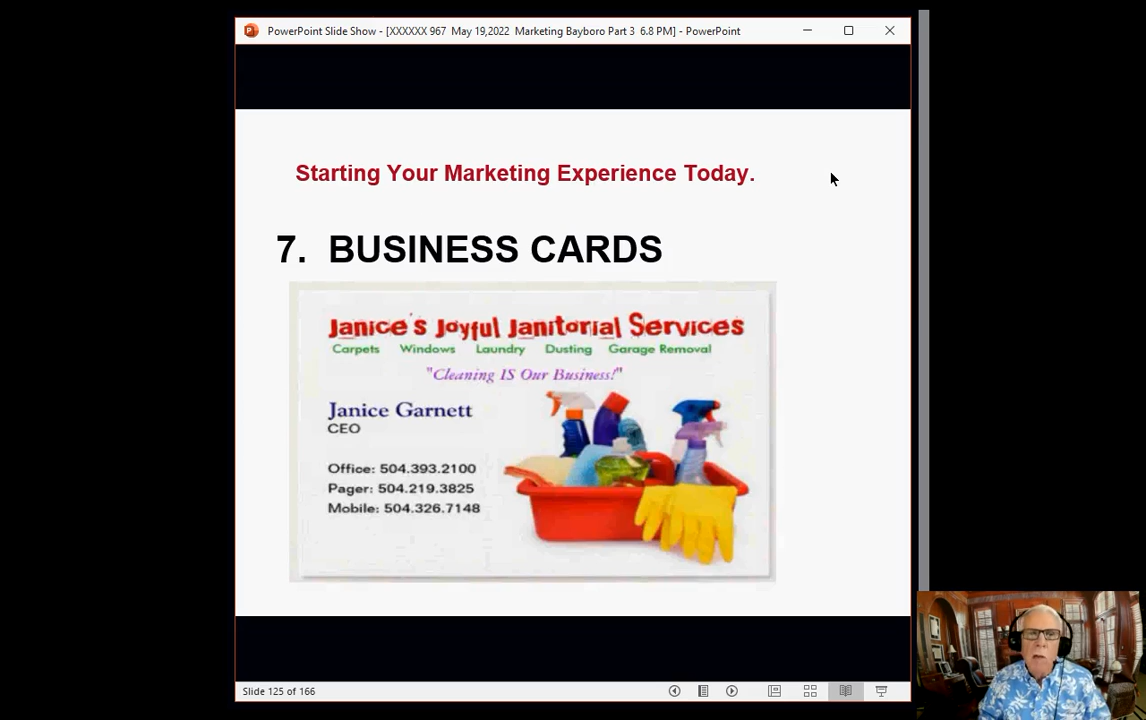 PowerPoint Slide Show - [XXXXXX 967 May 19,2022 Marketing Bayboro Part 3 6.8 PM] - PowerPoint
Starting Your Marketing Experience Today.
7. BUSINESS CARDS
Janice's Joyful Janitorial Services
Carpets Windows Laundry Dusting Garage Removal
"Cleaning IS Our Business!"
Janice Garnett
CEO
Office: 504.393.2100
Pager: 504.219.3825
Mobile: 504.326.7148
Slide 125 of 166